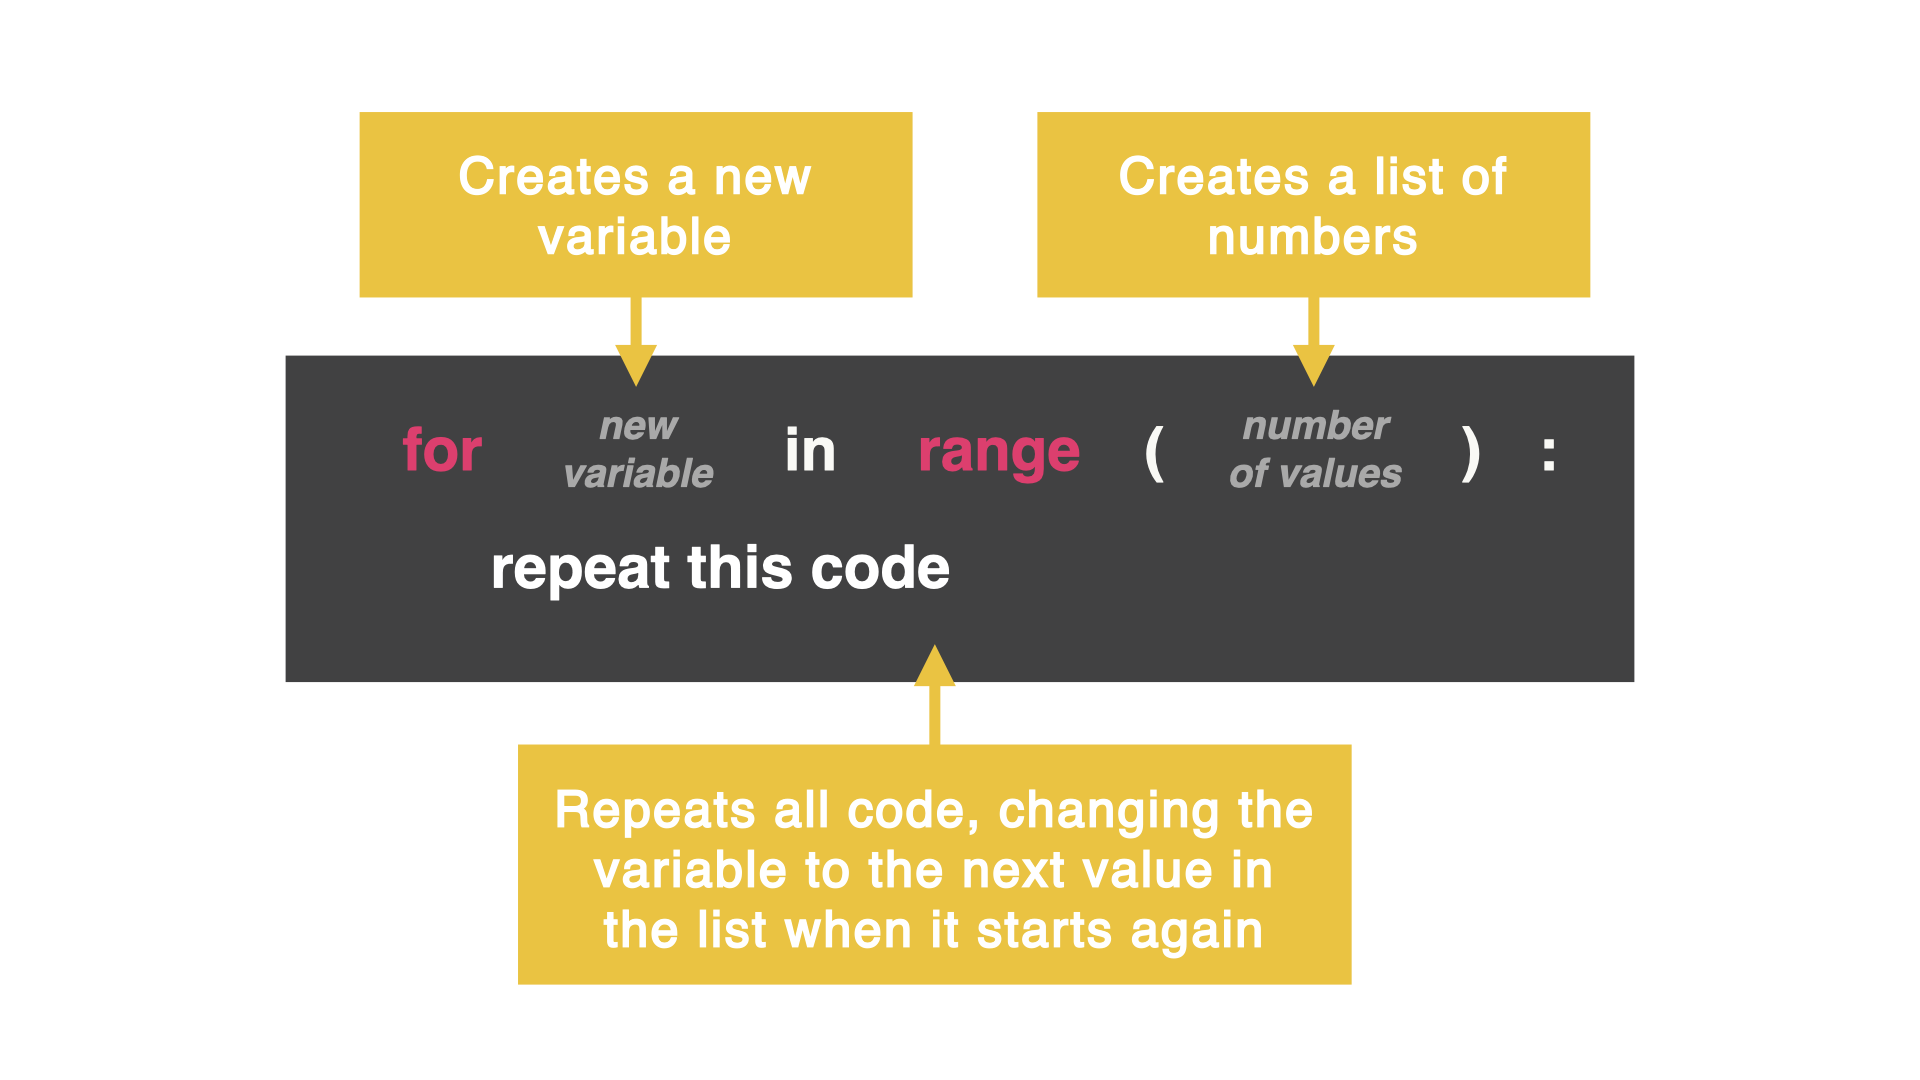 Creates a new
variable
Creates a list of
numbers
for new variable in range ( number of values ) :
repeat this code
Repeats all code, changing the
variable to the next value in
the list when it starts again